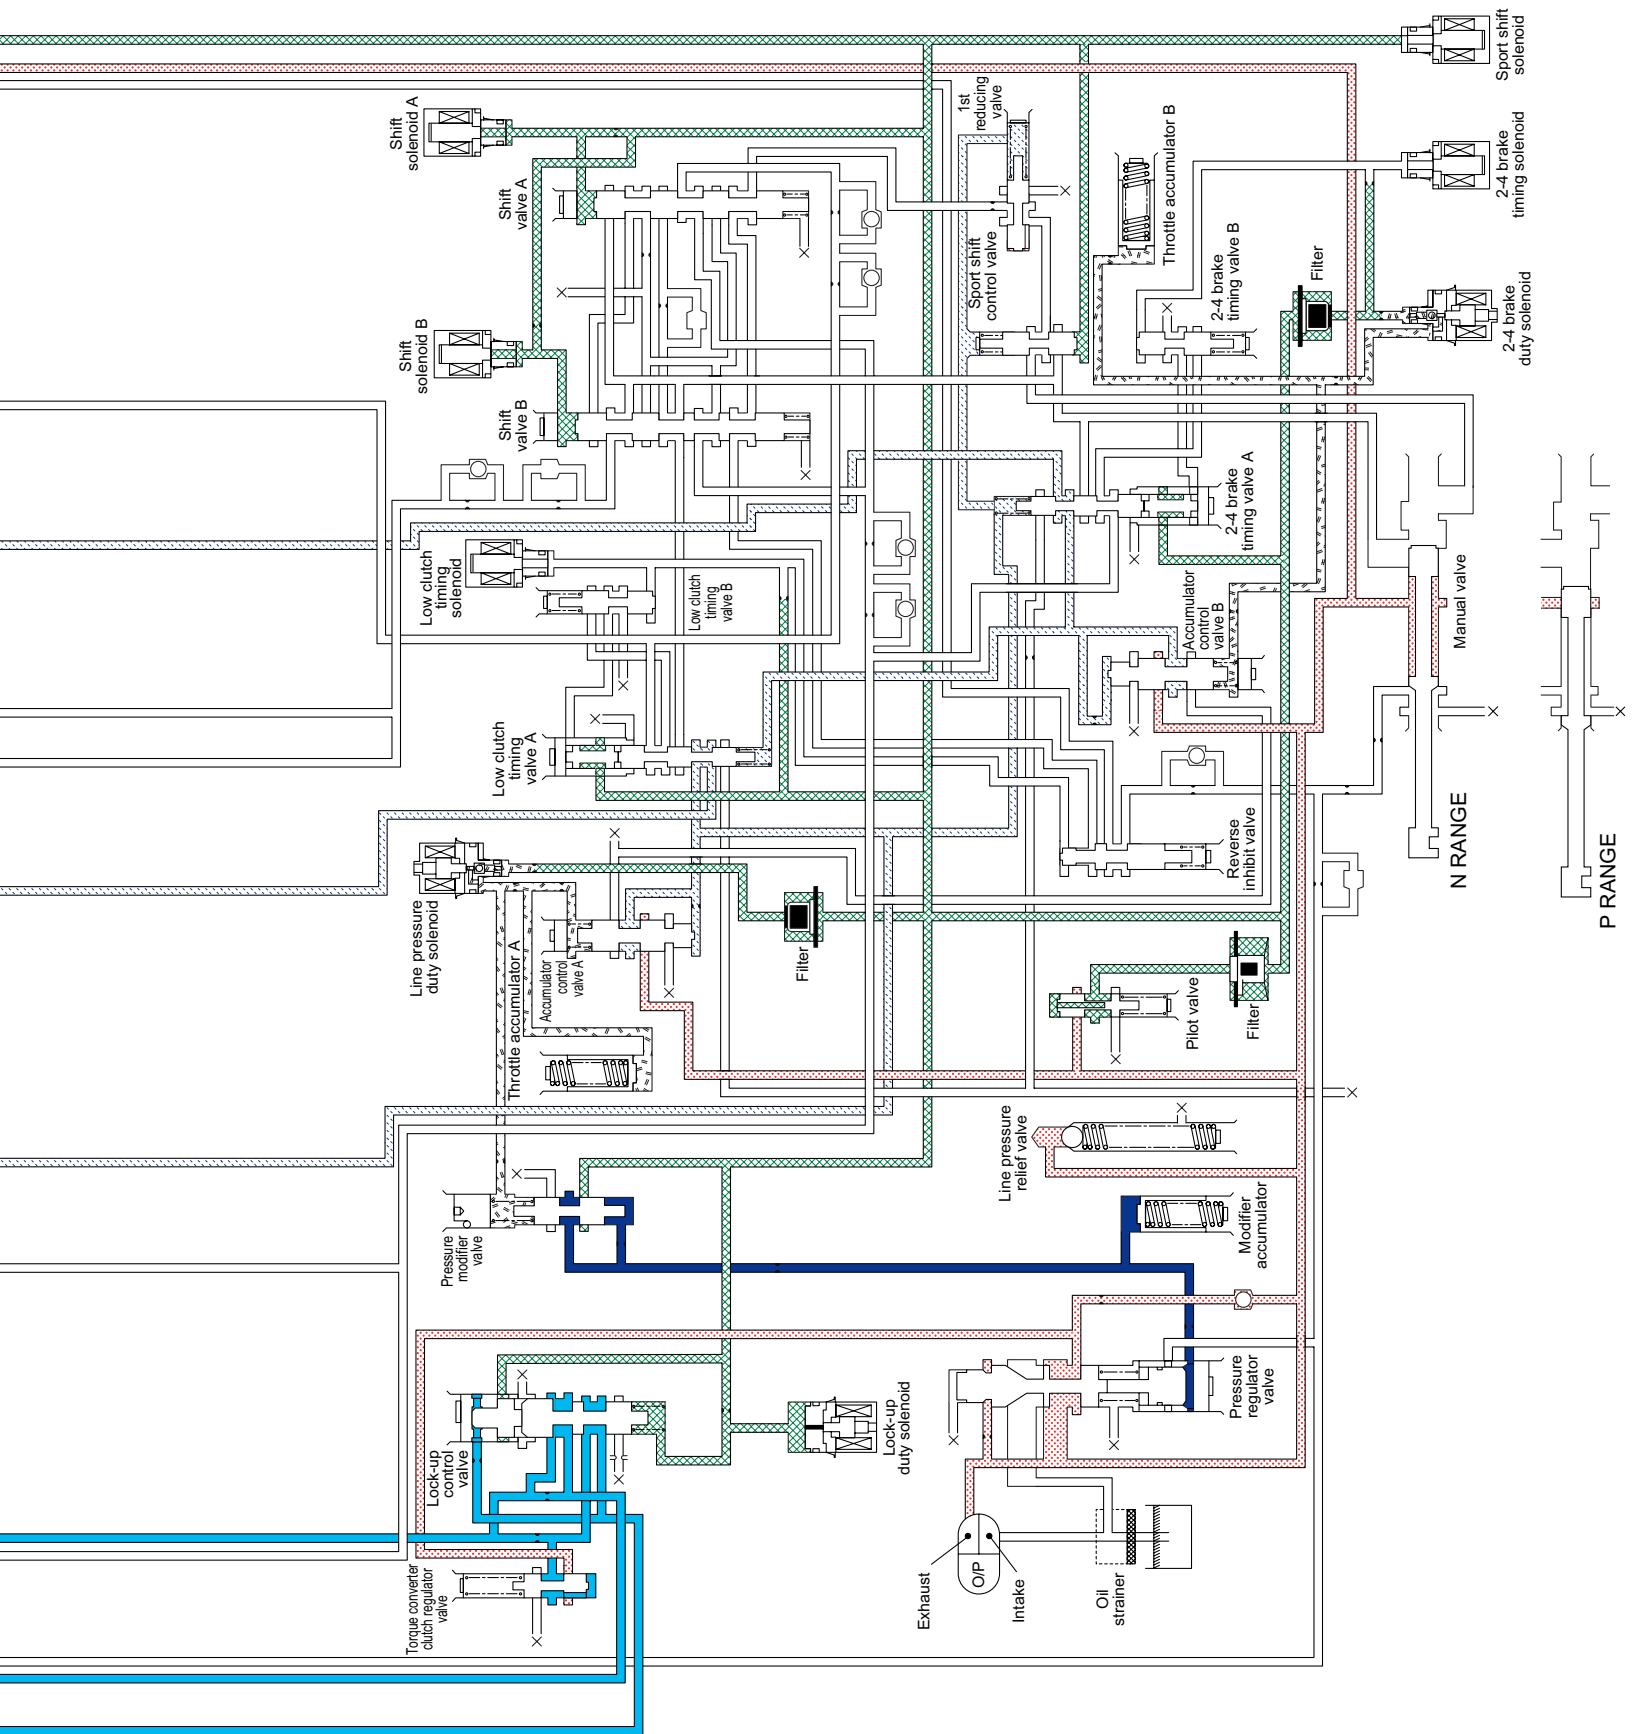 Sport shift
solenoid
2-4 brake
timing solenoid
2-4 brake
duty solenoid
Shift
solenoid A
Shift
valve A
Shift
solenoid B
Shift
valve B
1st
reducing
valve
Sport shift
control valve
Throttle accumulator B
2-4 brake
timing valve B
Filter
2-4 brake
timing valve A
Low clutch
timing
solenoid
Low clutch
timing
valve B
Accumulator
control
valve B
Manual valve
Low clutch
timing
valve A
Reverse
inhibit valve
N RANGE
P RANGE
Line pressure
duty solenoid
Throttle accumulator A
Accumulator
control
valve A
Filter
Pilot valve
Filter
Line pressure
relief valve
Pressure
modifier
valve
Modifier
accumulator
Lock-up
control
valve
Lock-up
duty solenoid
Pressure
regulator
valve
Torque converter
clutch regulator
valve
Exhaust
O/P
Intake
Oil
strainer